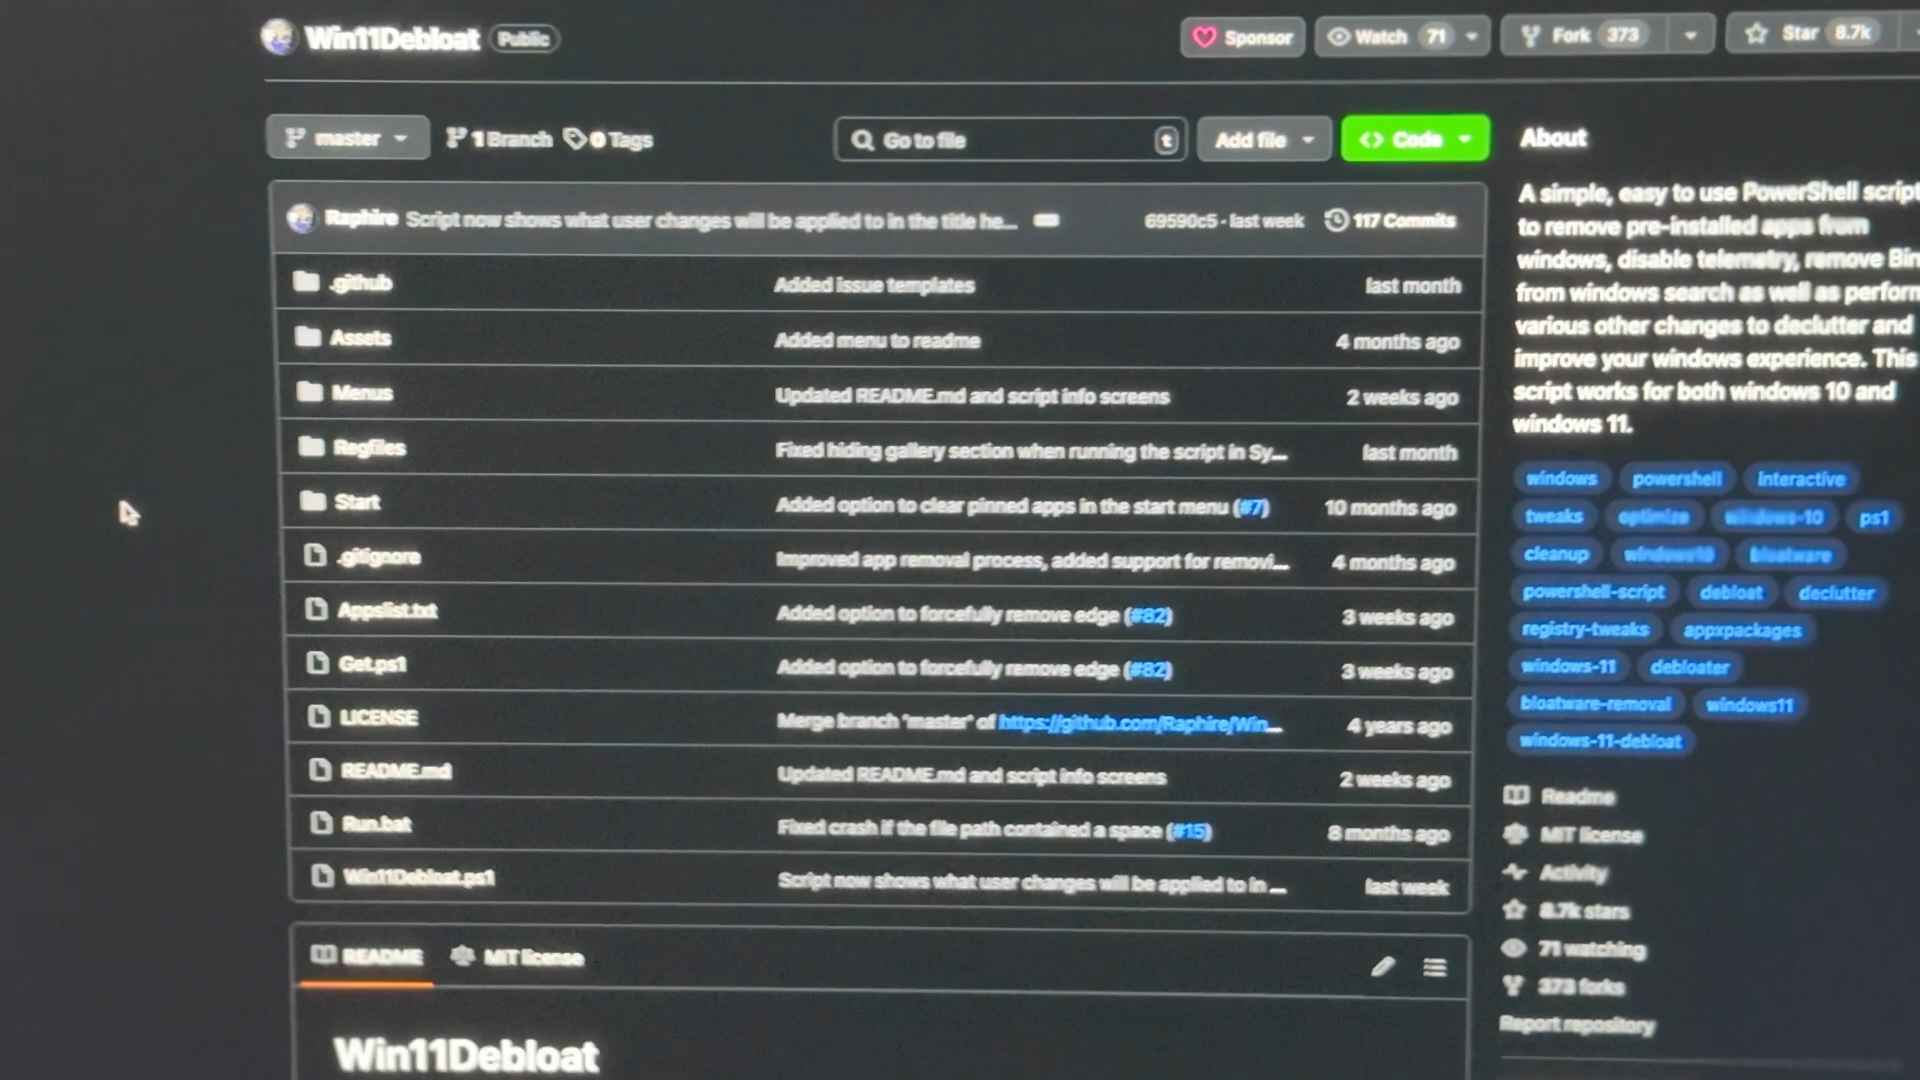 Win11Debloat Public
Sponsor Watch 71 Fork 373 Star 8.7k
master 1 Branch 0 Tags Go to file t Add file Code
Raphire Script now shows what user changes will be applied to in the title he... 69590c5 · last week 117 Commits
.github Added issue templates last month
Assets Added menu to readme 4 months ago
Menus Updated README.md and script info screens 2 weeks ago
Regfiles Fixed hiding gallery section when running the script in Sy... last month
Start Added option to clear pinned apps in the start menu (#7) 10 months ago
.gitignore Improved app removal process, added support for removi... 4 months ago
Appslist.txt Added option to forcefully remove edge (#82) 3 weeks ago
Get.ps1 Added option to forcefully remove edge (#82) 3 weeks ago
LICENSE Merge branch 'master' of https://github.com/Raphire/Win... 4 years ago
README.md Updated README.md and script info screens 2 weeks ago
Run.bat Fixed crash if the file path contained a space (#15) 8 months ago
Win11Debloat.ps1 Script now shows what user changes will be applied to in ... last week
README MIT license
Win11Debloat
About
A simple, easy to use PowerShell script
to remove pre-installed apps from
windows, disable telemetry, remove Bin
from windows search as well as perform
various other changes to declutter and
improve your windows experience. This
script works for both windows 10 and
windows 11.
windows powershell interactive
tweaks optimize windows-10 ps1
cleanup windows10 bloatware
powershell-script debloat declutter
registry-tweaks appxpackages
windows-11 debloater
bloatware-removal windows11
windows-11-debloat
Readme
MIT license
Activity
8.7k stars
71 watching
373 forks
Report repository